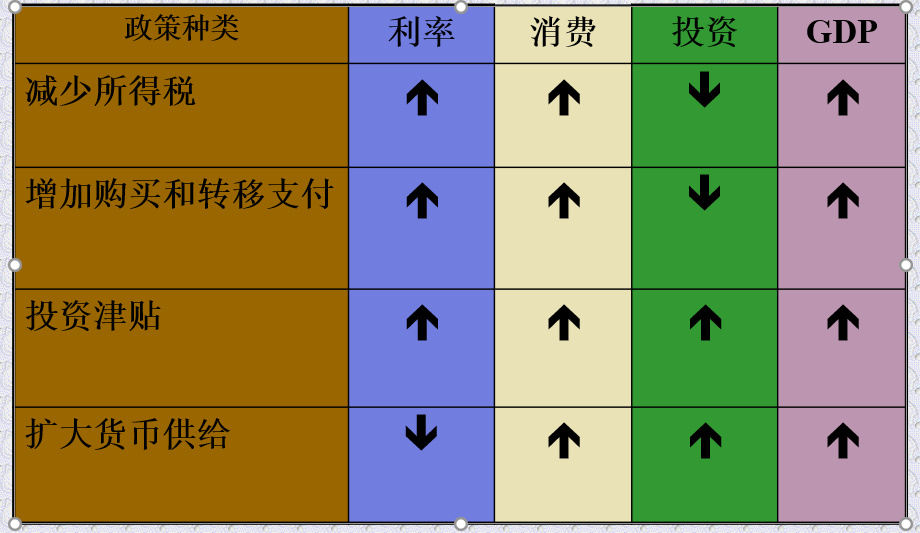 政策种类 利率 消费 投资 GDP
减少所得税 ↑ ↑ ↓ ↑
增加购买和转移支付 ↑ ↑ ↓ ↑
投资津贴 ↑ ↑ ↑ ↑
扩大货币供给 ↓ ↑ ↑ ↑